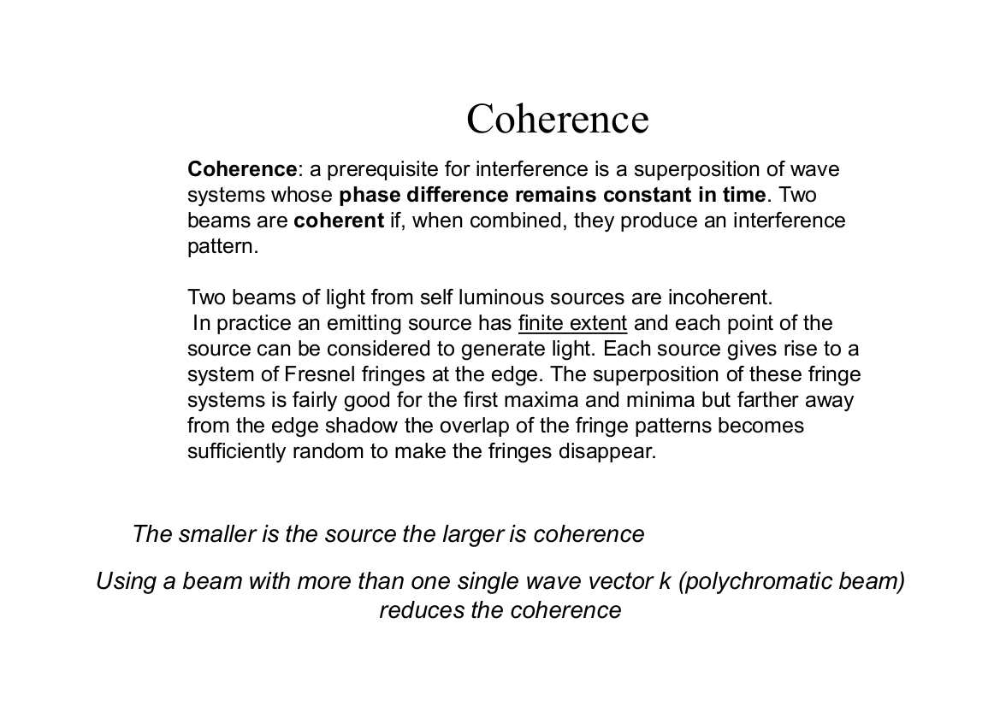 Coherence
Coherence: a prerequisite for interference is a superposition of wave
systems whose phase difference remains constant in time. Two
beams are coherent if, when combined, they produce an interference
pattern.
Two beams of light from self luminous sources are incoherent.
In practice an emitting source has finite extent and each point of the
source can be considered to generate light. Each source gives rise to a
system of Fresnel fringes at the edge. The superposition of these fringe
systems is fairly good for the first maxima and minima but farther away
from the edge shadow the overlap of the fringe patterns becomes
sufficiently random to make the fringes disappear.
The smaller is the source the larger is coherence
Using a beam with more than one single wave vector k (polychromatic beam)
reduces the coherence